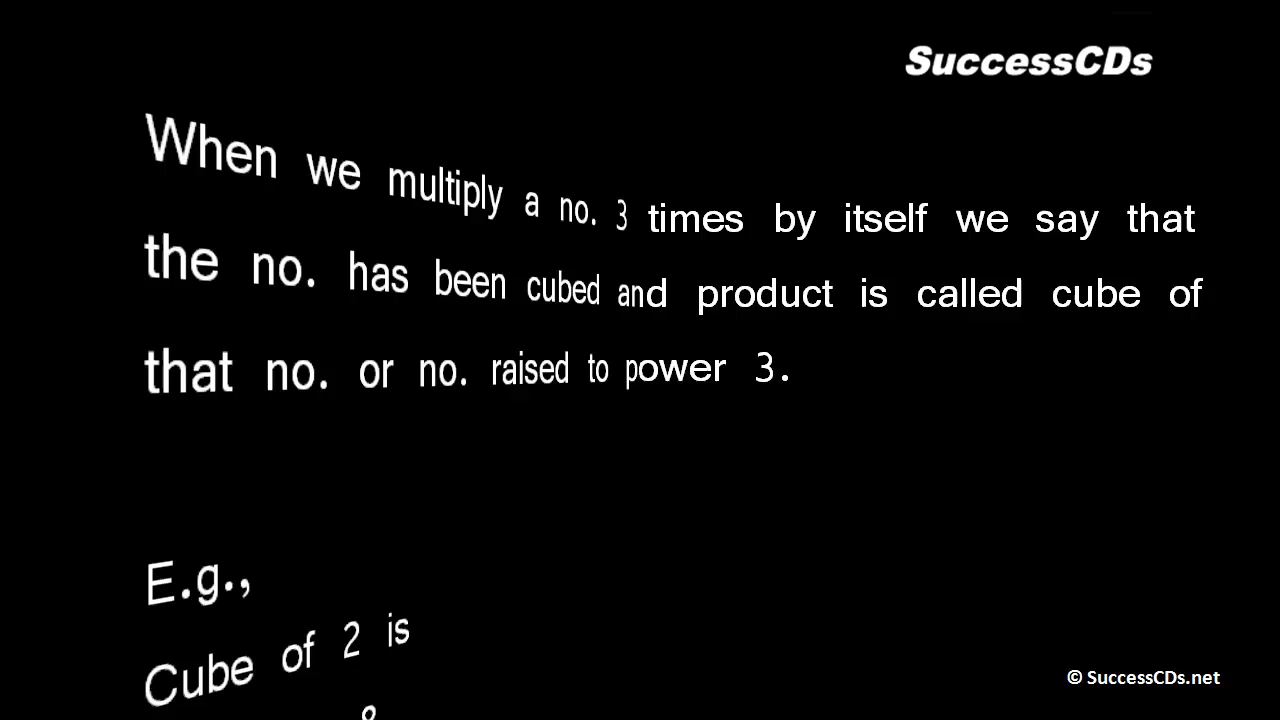 SuccessCDs
When we multiply a no. 3 times by itself we say that
the no. has been cubed and product is called cube of
that no. or no. raised to power 3.
E.g.,
Cube of 2 is
© SuccessCDs.net